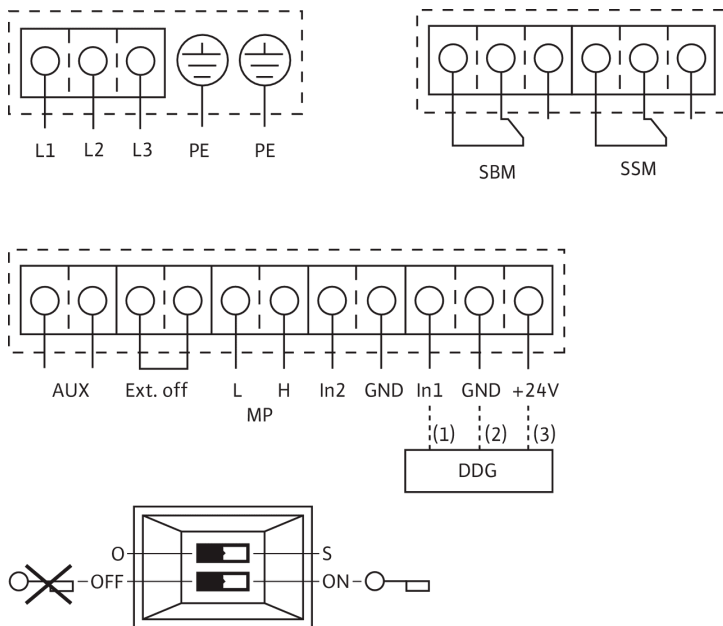 L1 L2 L3 PE PE
SBM SSM
AUX Ext. off L H In2 GND In1 GND +24V
MP
(1) (2) (3)
DDG
O S
OFF ON